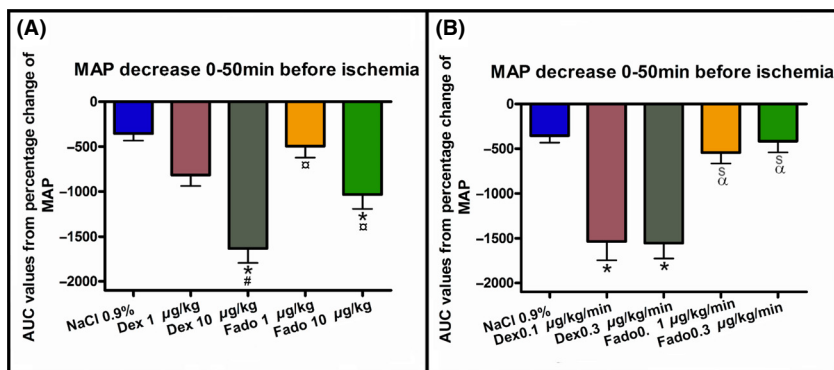 (A)
MAP decrease 0-50min before ischemia
AUC values from percentage change of
MAP
0
−500
−1000
−1500
−2000
*
#
¤
*
¤
NaCl 0.9%
Dex 1 µg/kg
Dex 10 µg/kg
Fado 1 µg/kg
Fado 10 µg/kg
(B)
MAP decrease 0-50min before ischemia
AUC values from percentage change of
MAP
0
−500
−1000
−1500
−2000
*
*
s
α
s
α
NaCl 0.9%
Dex0.1 µg/kg/min
Dex0.3 µg/kg/min
Fado0. 1 µg/kg/min
Fado0.3 µg/kg/min